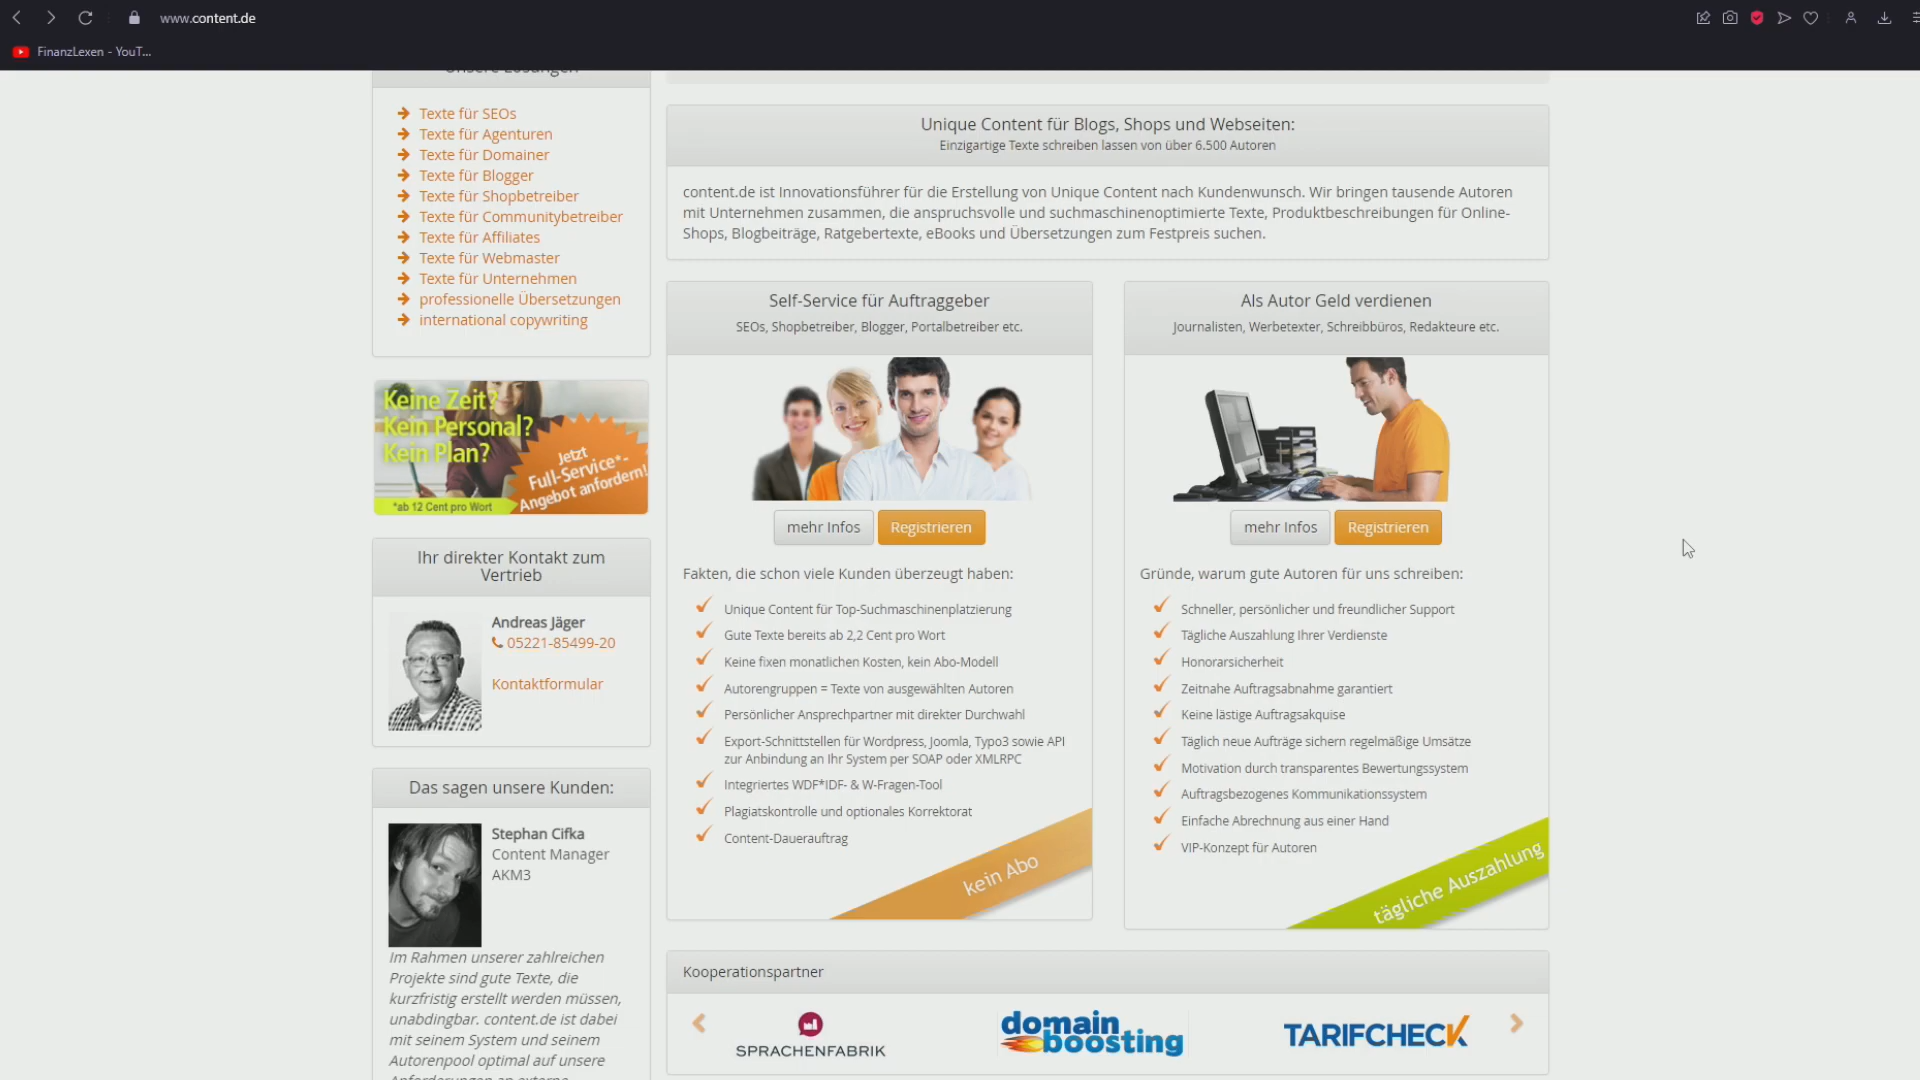 www.content.de
FinanzLexen - YouT...
Unsere Lösungen
Texte für SEOs
Texte für Agenturen
Texte für Domainer
Texte für Blogger
Texte für Shopbetreiber
Texte für Communitybetreiber
Texte für Affiliates
Texte für Webmaster
Texte für Unternehmen
professionelle Übersetzungen
international copywriting
Keine Zeit?
Kein Personal?
Kein Plan?
Jetzt
Full-Service*-
Angebot anfordern!
*ab 12 Cent pro Wort
Ihr direkter Kontakt zum
Vertrieb
Andreas Jäger
05221-85499-20
Kontaktformular
Das sagen unsere Kunden:
Stephan Cifka
Content Manager
AKM3
Im Rahmen unserer zahlreichen
Projekte sind gute Texte, die
kurzfristig erstellt werden müssen,
unabdingbar. content.de ist dabei
mit seinem System und seinem
Autorenpool optimal auf unsere
Anforderungen an externe
Unique Content für Blogs, Shops und Webseiten:
Einzigartige Texte schreiben lassen von über 6.500 Autoren
content.de ist Innovationsführer für die Erstellung von Unique Content nach Kundenwunsch. Wir bringen tausende Autoren
mit Unternehmen zusammen, die anspruchsvolle und suchmaschinenoptimierte Texte, Produktbeschreibungen für Online-
Shops, Blogbeiträge, Ratgebertexte, eBooks und Übersetzungen zum Festpreis suchen.
Self-Service für Auftraggeber
SEOs, Shopbetreiber, Blogger, Portalbetreiber etc.
mehr Infos
Registrieren
Fakten, die schon viele Kunden überzeugt haben:
Unique Content für Top-Suchmaschinenplatzierung
Gute Texte bereits ab 2,2 Cent pro Wort
Keine fixen monatlichen Kosten, kein Abo-Modell
Autorengruppen = Texte von ausgewählten Autoren
Persönlicher Ansprechpartner mit direkter Durchwahl
Export-Schnittstellen für Wordpress, Joomla, Typo3 sowie API
zur Anbindung an Ihr System per SOAP oder XMLRPC
Integriertes WDF*IDF- & W-Fragen-Tool
Plagiatskontrolle und optionales Korrektorat
Content-Dauerauftrag
kein Abo
Als Autor Geld verdienen
Journalisten, Werbetexter, Schreibbüros, Redakteure etc.
mehr Infos
Registrieren
Gründe, warum gute Autoren für uns schreiben:
Schneller, persönlicher und freundlicher Support
Tägliche Auszahlung Ihrer Verdienste
Honorarsicherheit
Zeitnahe Auftragsabnahme garantiert
Keine lästige Auftragsakquise
Täglich neue Aufträge sichern regelmäßige Umsätze
Motivation durch transparentes Bewertungssystem
Auftragsbezogenes Kommunikationssystem
Einfache Abrechnung aus einer Hand
VIP-Konzept für Autoren
tägliche Auszahlung
Kooperationspartner
SPRACHENFABRIK
domain
boosting
TARIFCHECK